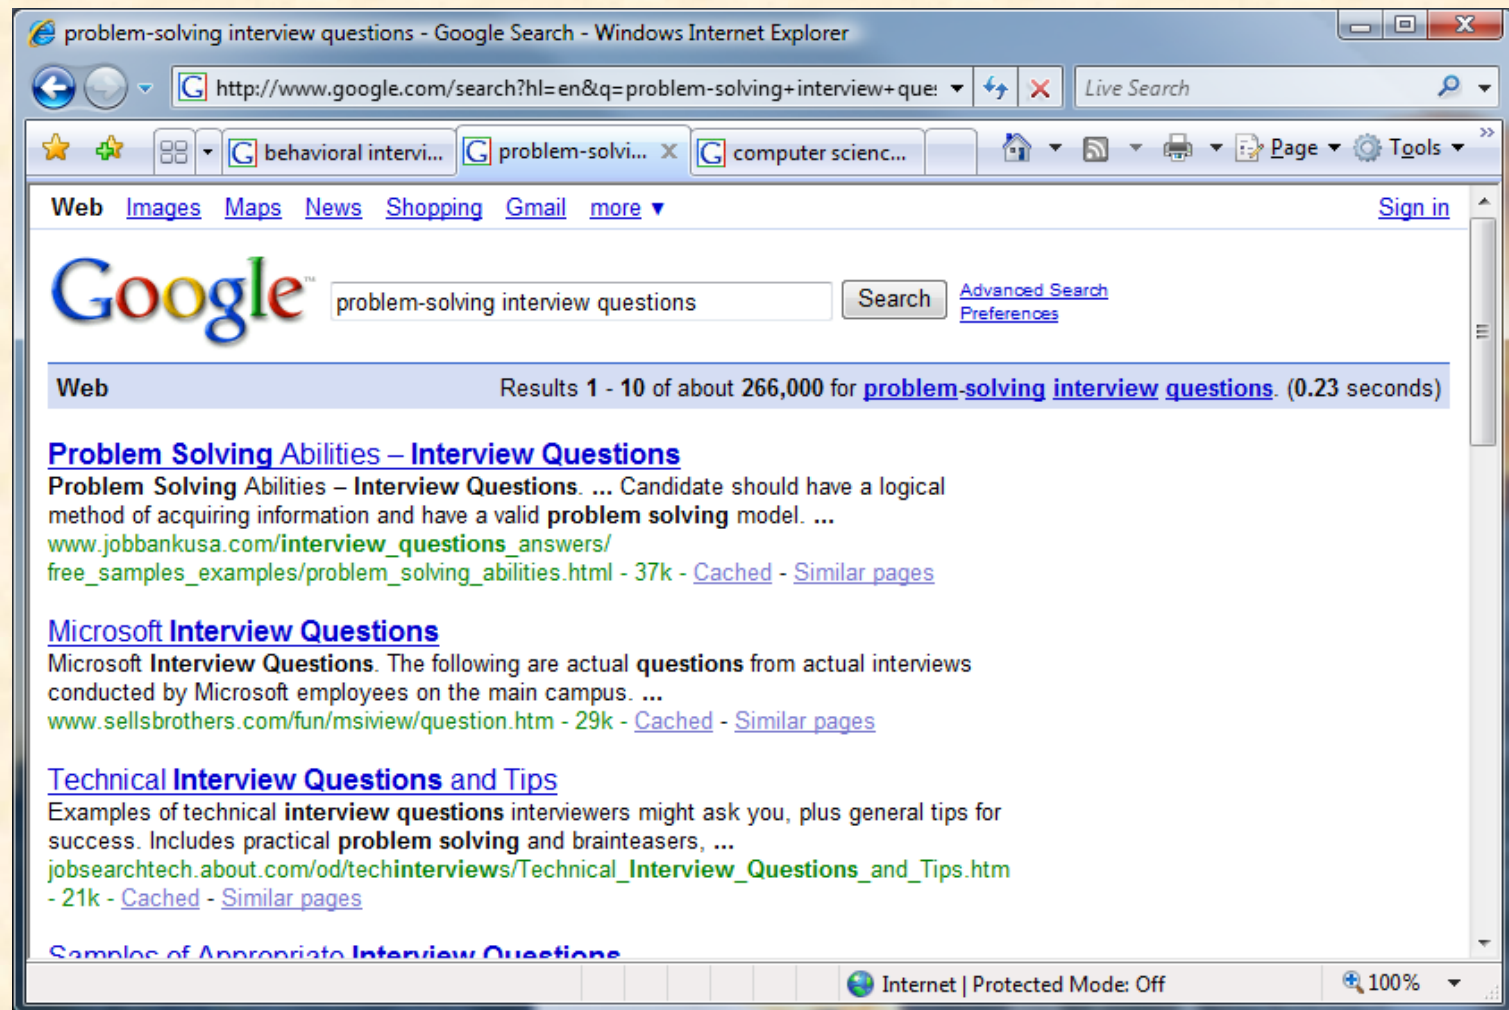 problem-solving interview questions - Google Search - Windows Internet Explorer
http://www.google.com/search?hl=en&q=problem-solving+interview+que: Live Search
behavioral intervi... problem-solvi... computer scienc... Page Tools
Web Images Maps News Shopping Gmail more ▼ Sign in
Google™ problem-solving interview questions Search Advanced Search
Preferences
Web Results 1 - 10 of about 266,000 for problem-solving interview questions. (0.23 seconds)
Problem Solving Abilities – Interview Questions
Problem Solving Abilities – Interview Questions. ... Candidate should have a logical
method of acquiring information and have a valid problem solving model. ...
www.jobbankusa.com/interview_questions_answers/
free_samples_examples/problem_solving_abilities.html - 37k - Cached - Similar pages
Microsoft Interview Questions
Microsoft Interview Questions. The following are actual questions from actual interviews
conducted by Microsoft employees on the main campus. ...
www.sellsbrothers.com/fun/msiview/question.htm - 29k - Cached - Similar pages
Technical Interview Questions and Tips
Examples of technical interview questions interviewers might ask you, plus general tips for
success. Includes practical problem solving and brainteasers, ...
jobsearchtech.about.com/od/techinterviews/Technical_Interview_Questions_and_Tips.htm
- 21k - Cached - Similar pages
Samples of Appropriate Interview Questions
Internet | Protected Mode: Off 100%